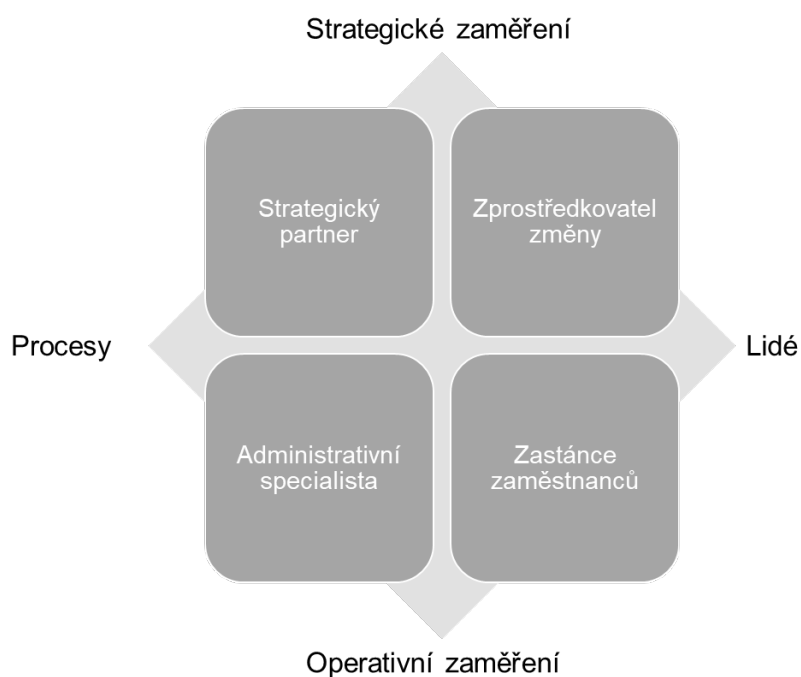 Strategické zaměření
Strategický
partner
Zprostředkovatel
změny
Procesy
Lidé
Administrativní
specialista
Zastánce
zaměstnanců
Operativní zaměření